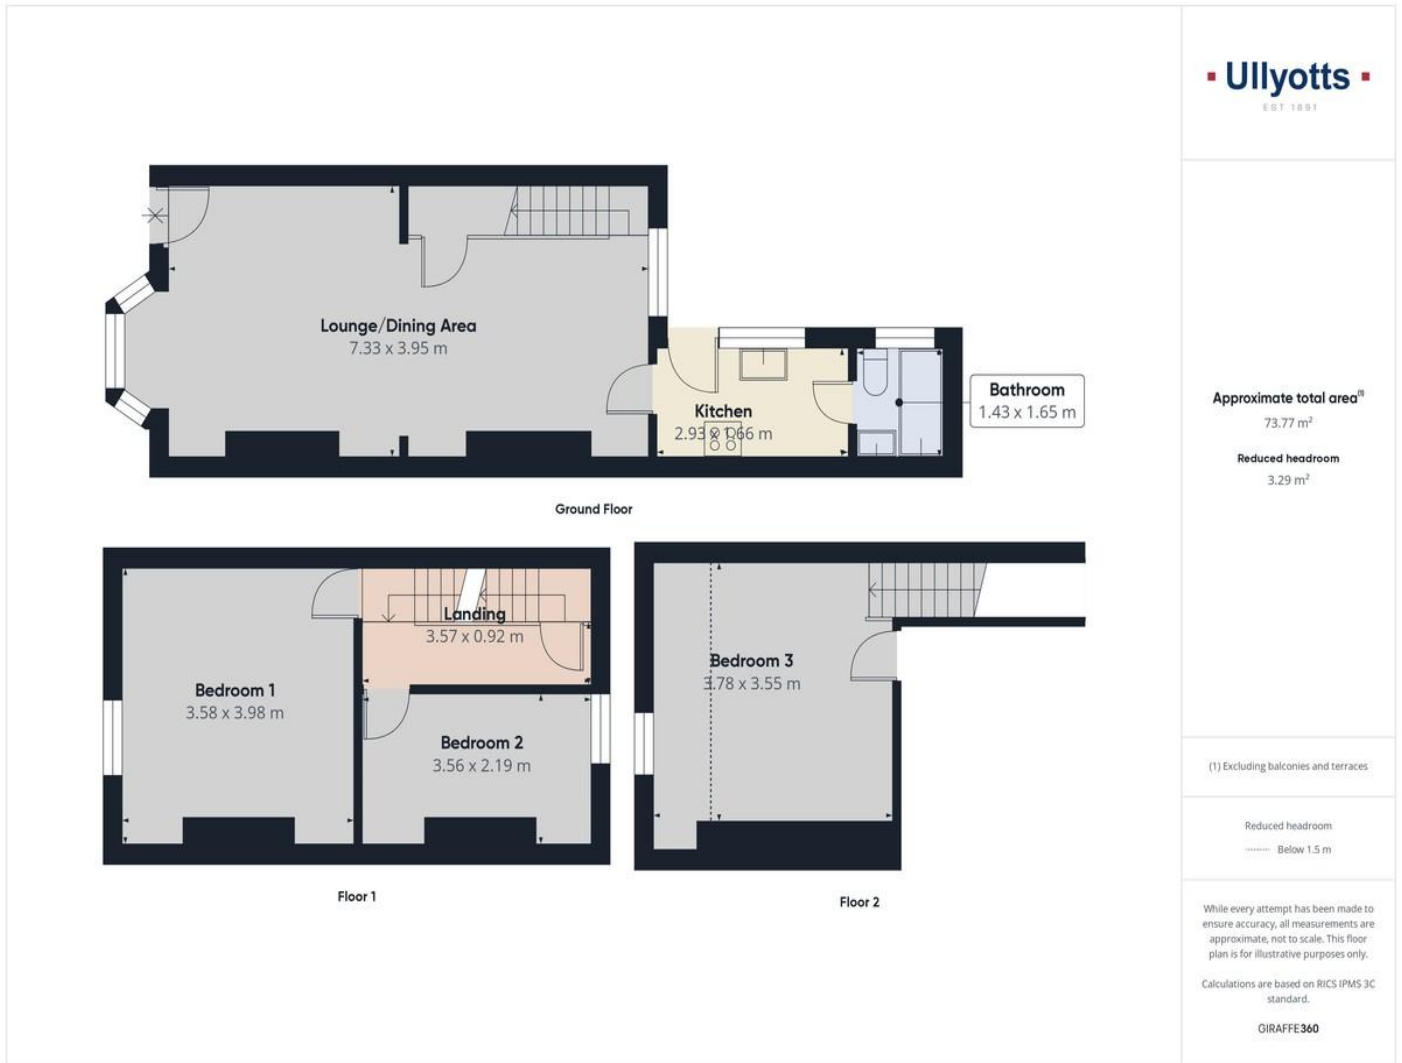 Lounge/Dining Area
7.33 x 3.95 m
Kitchen
2.93 x 1.66 m
Bathroom
1.43 x 1.65 m
Ground Floor
Landing
3.57 x 0.92 m
Bedroom 1
3.58 x 3.98 m
Bedroom 2
3.56 x 2.19 m
Floor 1
Bedroom 3
3.78 x 3.55 m
Floor 2
Ullyotts
EST 1891
Approximate total area(1)
73.77 m²
Reduced headroom
3.29 m²
(1) Excluding balconies and terraces
Reduced headroom
Below 1.5 m
While every attempt has been made to
ensure accuracy, all measurements are
approximate, not to scale. This floor
plan is for illustrative purposes only.
Calculations are based on RICS IPMS 3C
standard.
GIRAFFE360